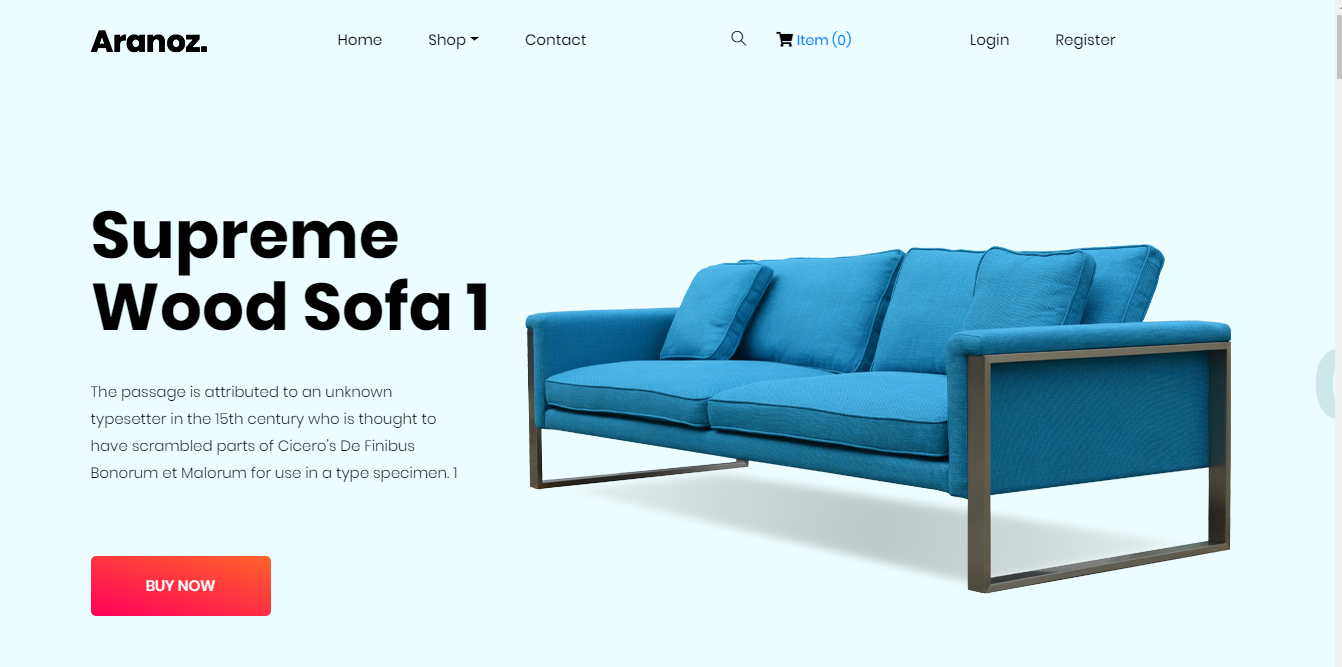 Aranoz.
Home Shop Contact Item (0) Login Register
Supreme
Wood Sofa 1
The passage is attributed to an unknown
typesetter in the 15th century who is thought to
have scrambled parts of Cicero's De Finibus
Bonorum et Malorum for use in a type specimen. 1
BUY NOW